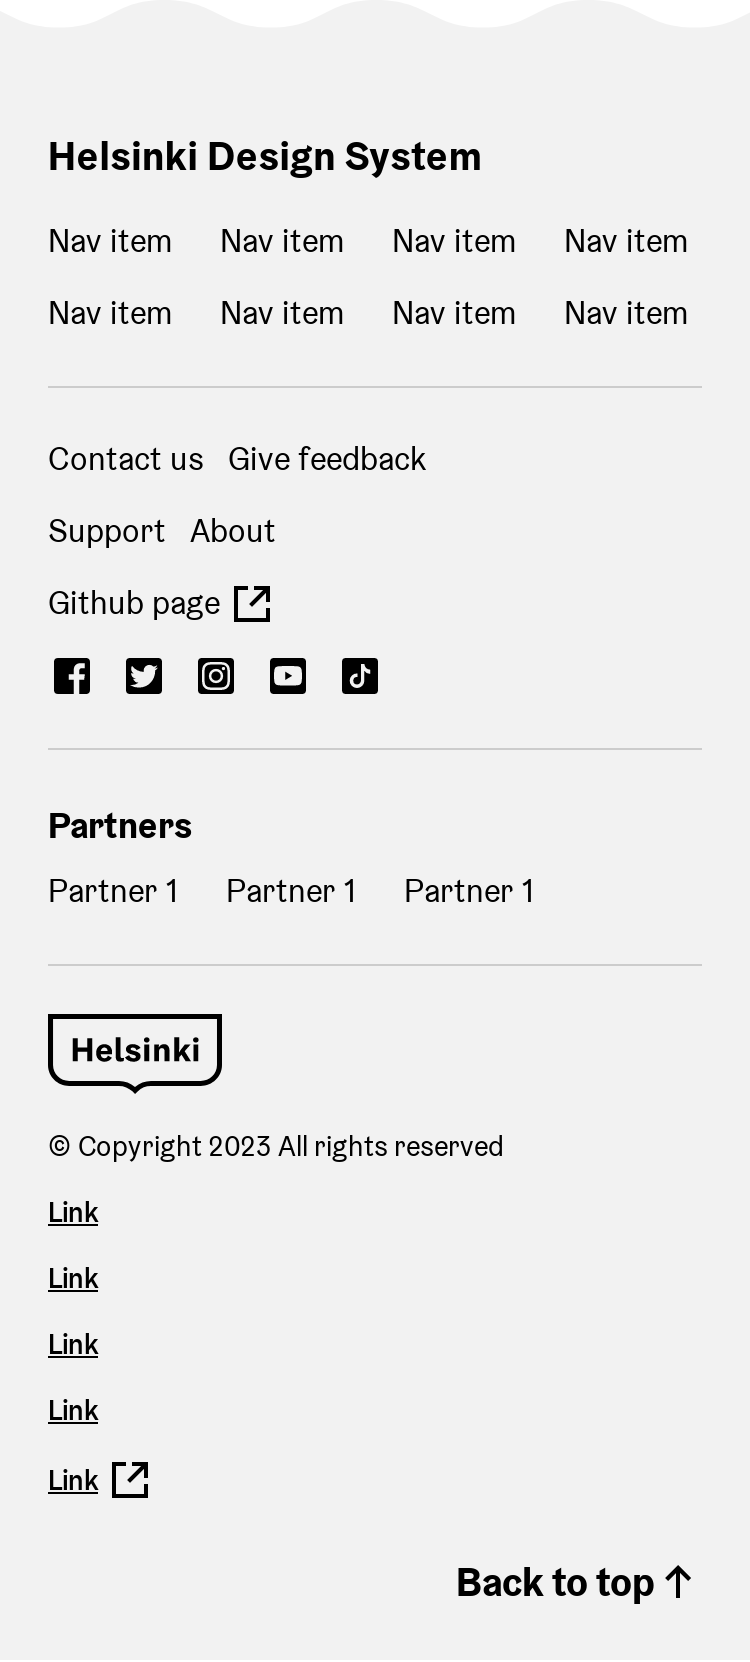 Helsinki Design System
Nav item Nav item Nav item Nav item
Nav item Nav item Nav item Nav item
Contact us Give feedback
Support About
Github page
Partners
Partner 1 Partner 1 Partner 1
Helsinki
© Copyright 2023 All rights reserved
Link
Link
Link
Link
Link
Back to top